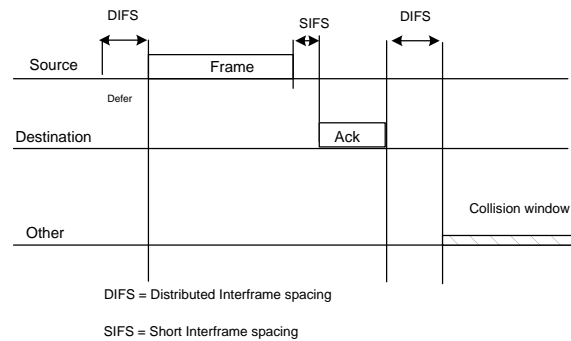 DIFS
SIFS
DIFS
Source
Frame
Defer
Destination
Ack
Collision window
Other
DIFS = Distributed Interframe spacing
SIFS = Short Interframe spacing